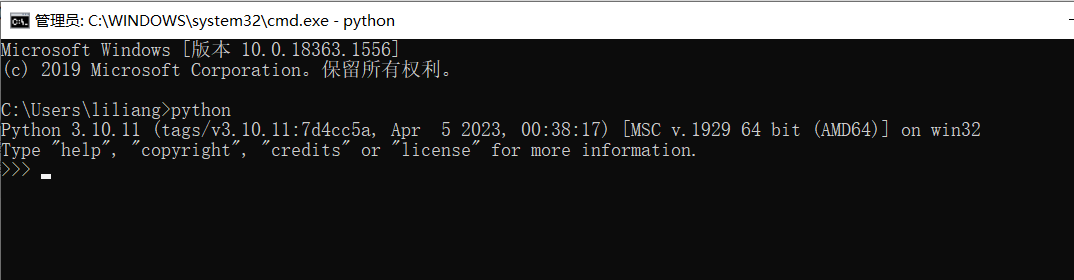 管理员: C:\WINDOWS\system32\cmd.exe - python
Microsoft Windows [版本 10.0.18363.1556]
(c) 2019 Microsoft Corporation。保留所有权利。
C:\Users\liliang>python
Python 3.10.11 (tags/v3.10.11:7d4cc5a, Apr  5 2023, 00:38:17) [MSC v.1929 64 bit (AMD64)] on win32
Type "help", "copyright", "credits" or "license" for more information.
>>>